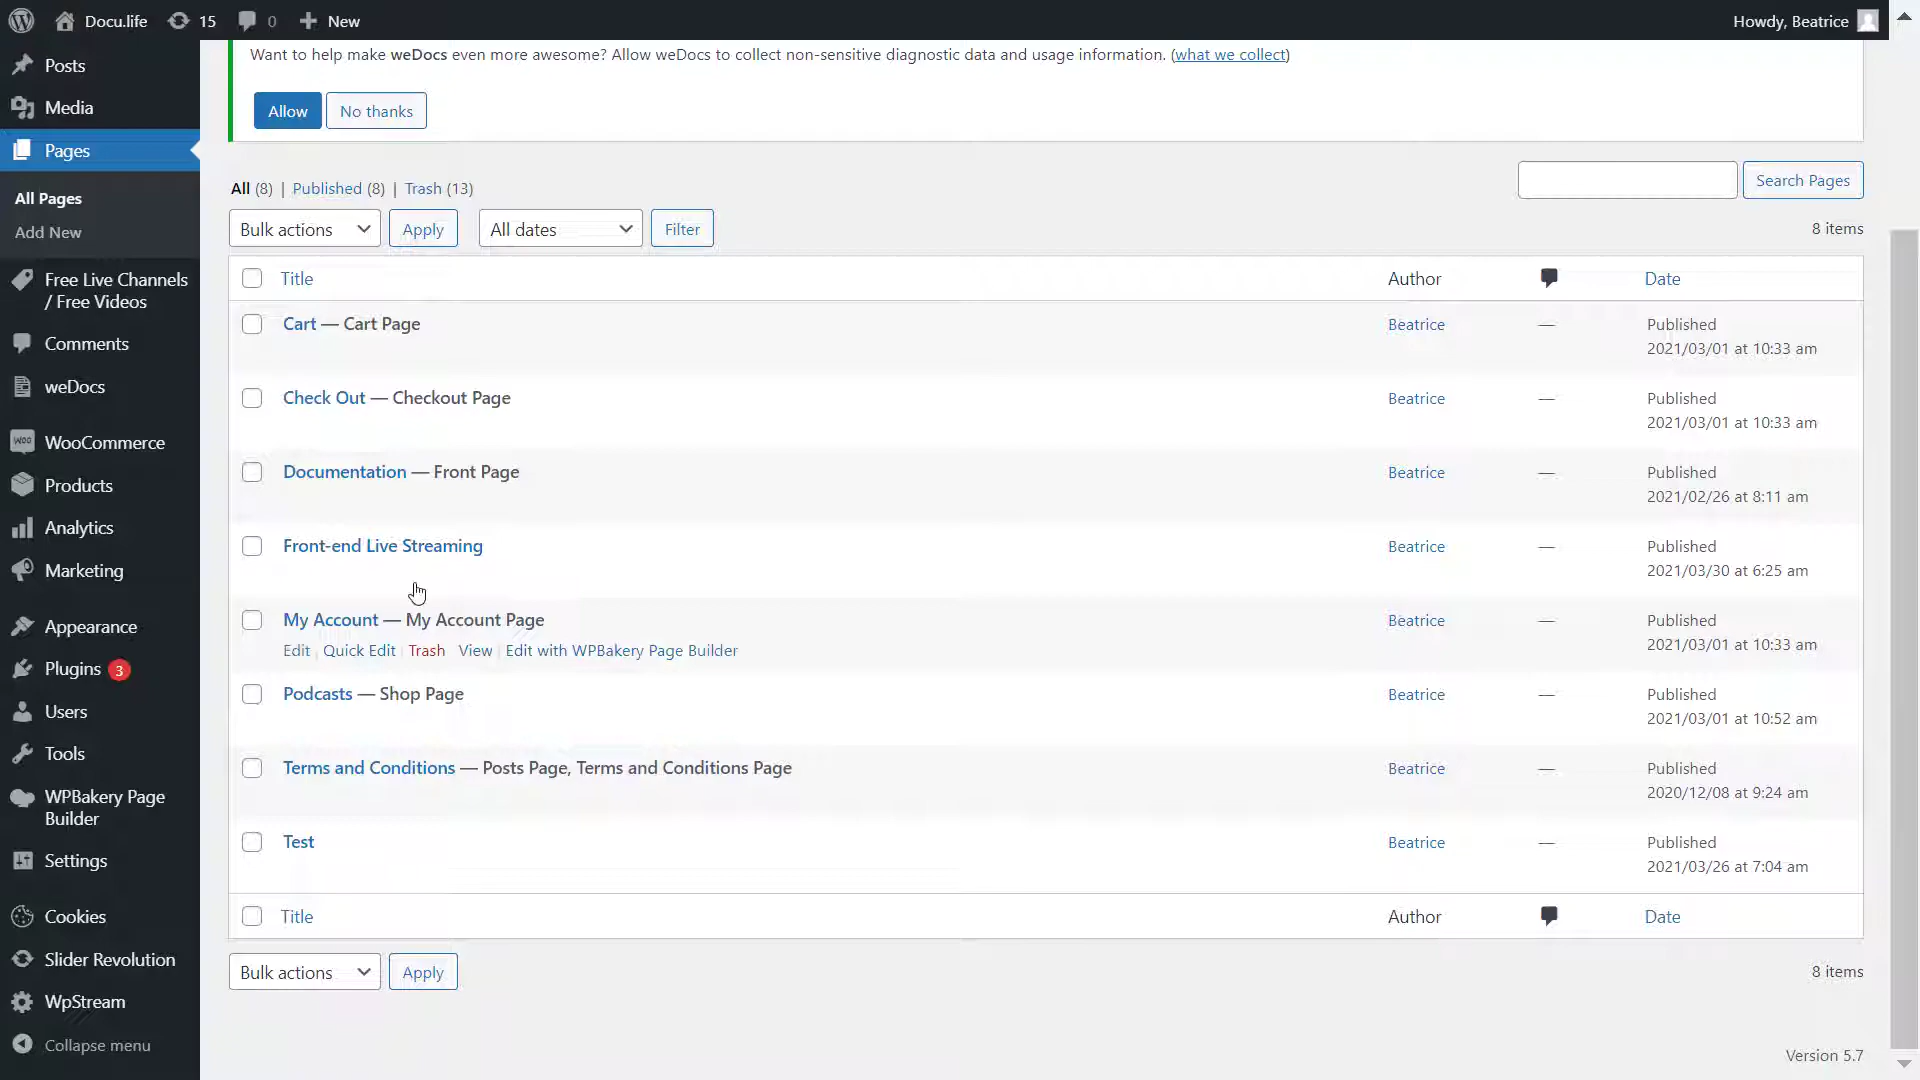 Docu.life 15 0 New Howdy, Beatrice
Posts
Media
Pages
All Pages
Add New
Free Live Channels
/ Free Videos
Comments
weDocs
WOO WooCommerce
Products
Analytics
Marketing
Appearance
Plugins 3
Users
Tools
WPBakery Page
Builder
Settings
Cookies
Slider Revolution
WpStream
Collapse menu
Want to help make weDocs even more awesome? Allow weDocs to collect non-sensitive diagnostic data and usage information. (what we collect)
Allow No thanks
All (8) | Published (8) | Trash (13)
Search Pages
Bulk actions Apply All dates Filter 8 items
Title Author Date
Cart — Cart Page Beatrice — Published
2021/03/01 at 10:33 am
Check Out — Checkout Page Beatrice — Published
2021/03/01 at 10:33 am
Documentation — Front Page Beatrice — Published
2021/02/26 at 8:11 am
Front-end Live Streaming Beatrice — Published
2021/03/30 at 6:25 am
My Account — My Account Page Beatrice — Published
Edit | Quick Edit | Trash | View | Edit with WPBakery Page Builder 2021/03/01 at 10:33 am
Podcasts — Shop Page Beatrice — Published
2021/03/01 at 10:52 am
Terms and Conditions — Posts Page, Terms and Conditions Page Beatrice — Published
2020/12/08 at 9:24 am
Test Beatrice — Published
2021/03/26 at 7:04 am
Title Author Date
Bulk actions Apply 8 items
Version 5.7